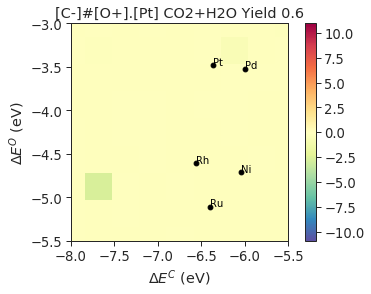 [C-]#[O+].[Pt] CO2+H2O Yield 0.6
−3.0
−3.5
−4.0
−4.5
−5.0
−5.5
ΔE^O (eV)
Pt
Pd
Rh
Ni
Ru
−8.0 −7.5 −7.0 −6.5 −6.0 −5.5
ΔE^C (eV)
10.0
7.5
5.0
2.5
0.0
−2.5
−5.0
−7.5
−10.0